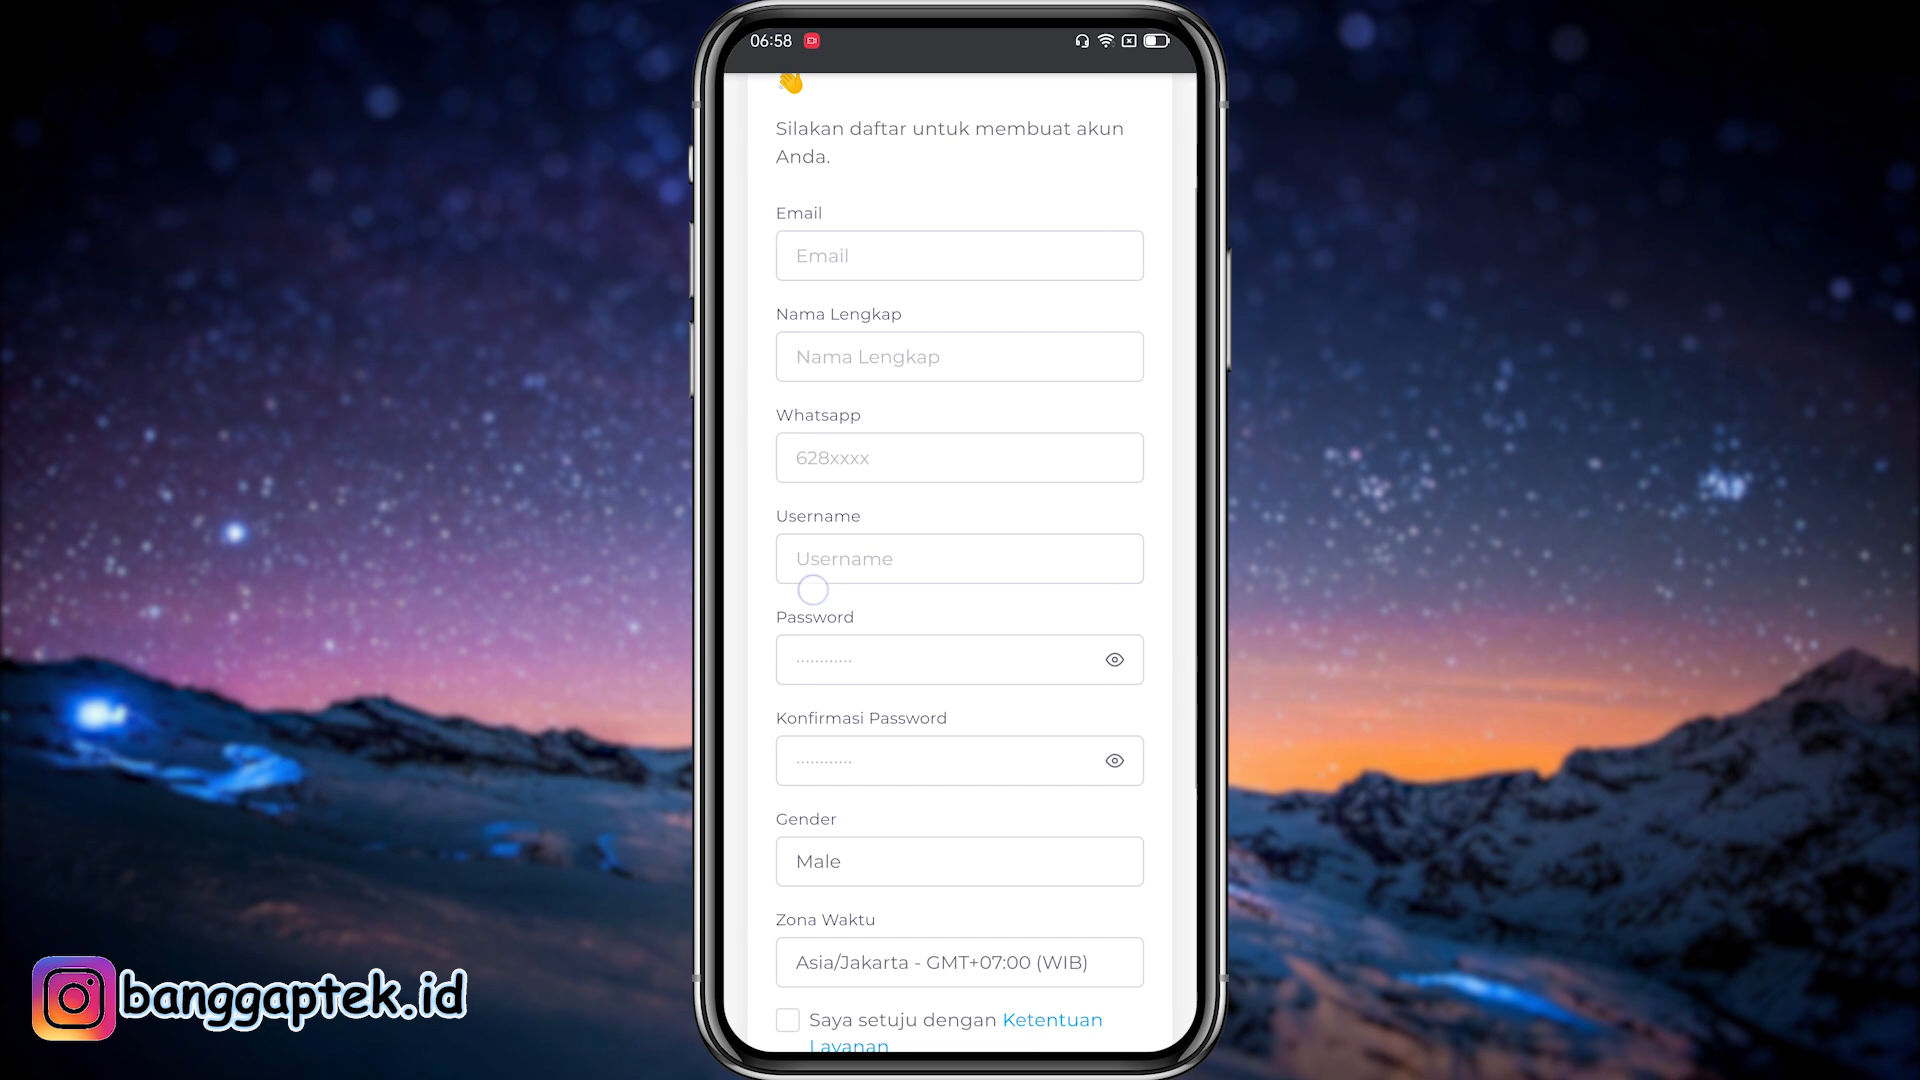 06:58
Silakan daftar untuk membuat akun
Anda.
Email
Email
Nama Lengkap
Nama Lengkap
Whatsapp
628xxxx
Username
Username
Password
............
Konfirmasi Password
............
Gender
Male
Zona Waktu
Asia/Jakarta - GMT+07:00 (WIB)
Saya setuju dengan Ketentuan
Layanan
banggaptek.id